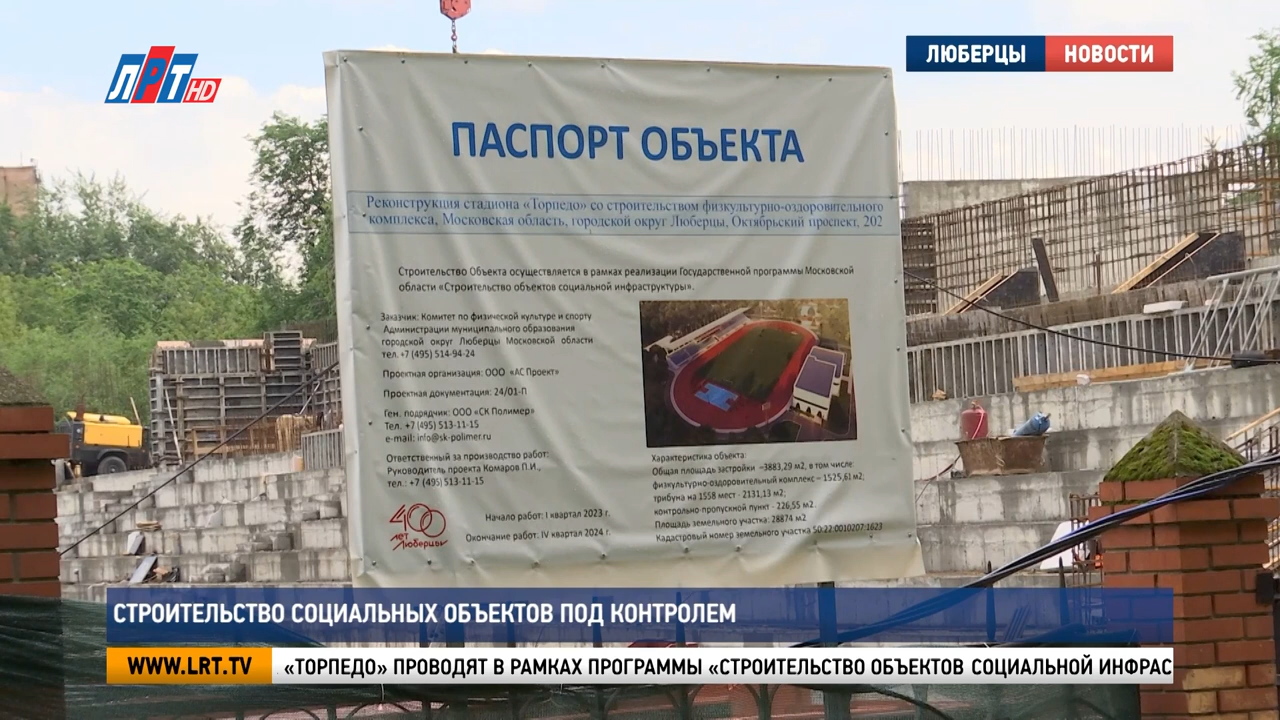 ЛРТ HD
ЛЮБЕРЦЫ НОВОСТИ
ПАСПОРТ ОБЪЕКТА
Реконструкция стадиона «Торпедо» со строительством физкультурно-оздоровительного
комплекса, Московская область, городской округ Люберцы, Октябрьский проспект, 202
Строительство Объекта осуществляется в рамках реализации Государственной программы Московской
области «Строительство объектов социальной инфраструктуры».
Заказчик: Комитет по физической культуре и спорту
Администрации муниципального образования
городской округ Люберцы Московской области
тел. +7 (495) 514-94-24
Проектная организация: ООО «АС Проект»
Проектная документация: 24/01-П
Ген. подрядчик: ООО «СК Полимер»
Тел. +7 (495) 513-11-15
e-mail: info@sk-polimer.ru
Ответственный за производство работ:
Руководитель проекта Комаров П.И.,
тел.: +7 (495) 513-11-15
400
лет
Люберцы
Начало работ: I квартал 2023 г.
Окончание работ: IV квартал 2024 г.
Характеристика объекта:
Общая площадь застройки –3883,29 м2, в том числе:
физкультурно-оздоровительный комплекс – 1525,61 м2;
трибуна на 1558 мест - 2131,13 м2;
контрольно-пропускной пункт - 226,55 м2.
Площадь земельного участка: 28874 м2
Кадастровый номер земельного участка 50:22:0010207:1623
СТРОИТЕЛЬСТВО СОЦИАЛЬНЫХ ОБЪЕКТОВ ПОД КОНТРОЛЕМ
WWW.LRT.TV «ТОРПЕДО» ПРОВОДЯТ В РАМКАХ ПРОГРАММЫ «СТРОИТЕЛЬСТВО ОБЪЕКТОВ СОЦИАЛЬНОЙ ИНФРАС